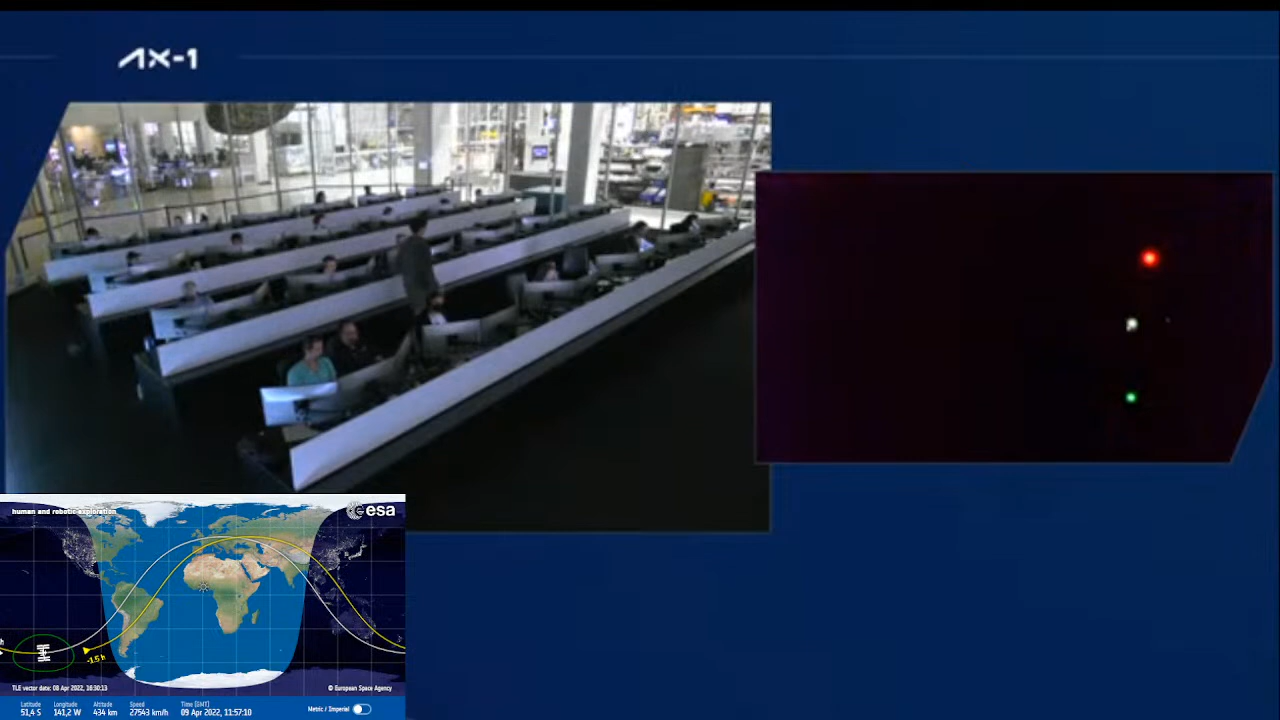 AX-1
human and robotic exploration
esa
-1.5 h
TLE vector date: 08 Apr 2022, 16:30:13
© European Space Agency
Latitude Longitude Altitude Speed Time (GMT)
51,4 S 141,2 W 434 km 27543 km/h 09 Apr 2022, 11:57:10
Metric / Imperial